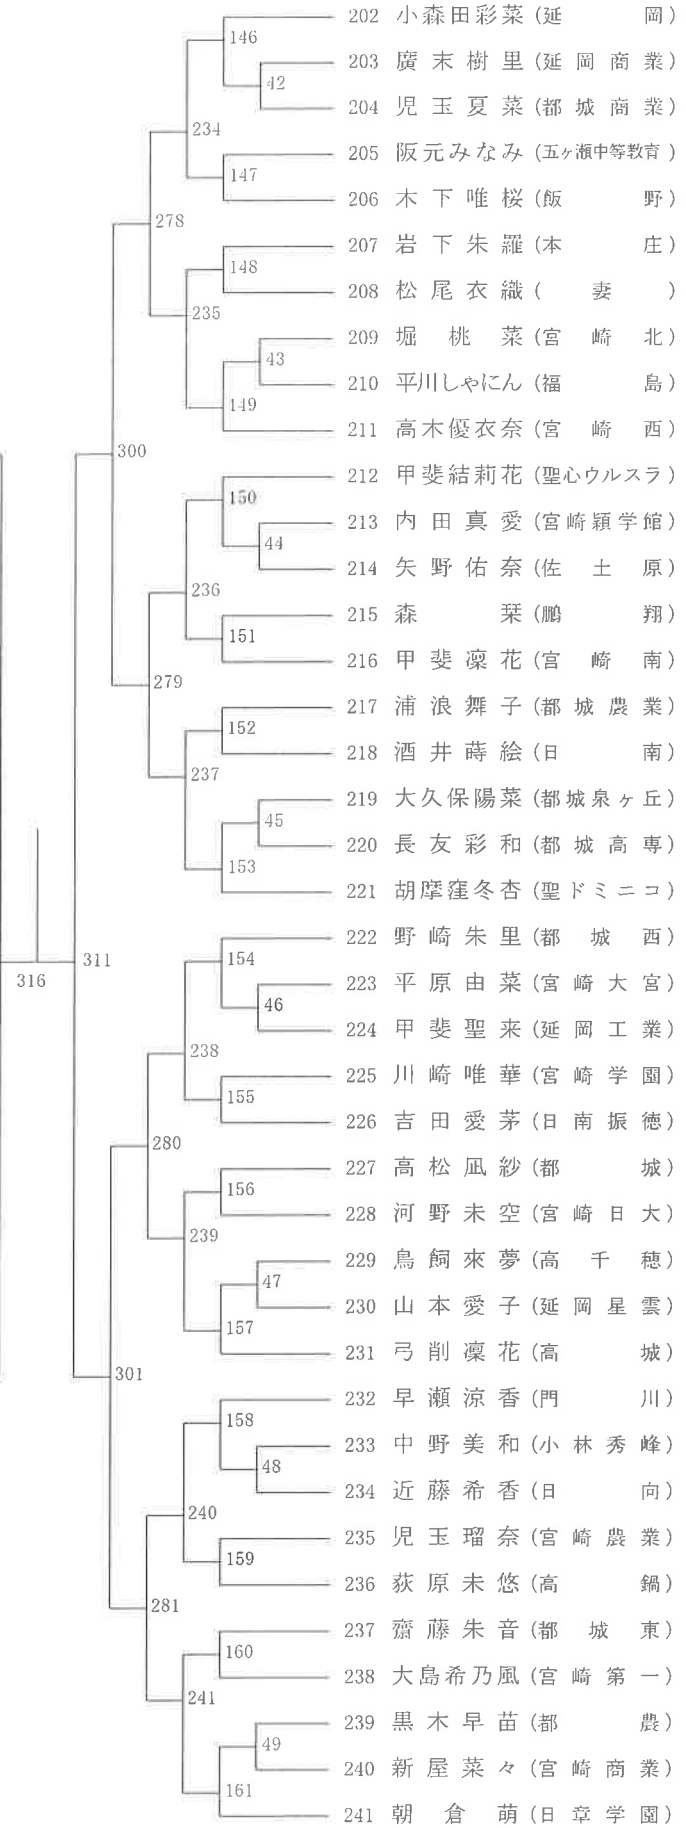 202 小森田彩菜 (延岡)
146
203 廣末樹里 (延岡商業)
42
204 児玉夏菜 (都城商業)
234
205 阪元みなみ (五ヶ瀬中等教育)
147
206 木下唯桜 (飯野)
278
207 岩下朱羅 (本庄)
148
208 松尾衣織 (妻)
235
209 堀桃菜 (宮崎北)
43
210 平川しゃにん (福島)
149
211 高木優衣奈 (宮崎西)
300
212 甲斐結莉花 (聖心ウルスラ)
150
213 内田真愛 (宮崎穎学館)
44
214 矢野佑奈 (佐土原)
236
215 森栞 (鵬翔)
151
216 甲斐凜花 (宮崎南)
279
217 浦浪舞子 (都城農業)
152
218 酒井蒔絵 (日南)
237
219 大久保陽菜 (都城泉ヶ丘)
45
220 長友彩和 (都城高専)
153
221 胡摩窪冬杏 (聖ドミニコ)
222 野崎朱里 (都城西)
154
311
316
223 平原由菜 (宮崎大宮)
46
224 甲斐聖来 (延岡工業)
238
225 川崎唯華 (宮崎学園)
155
226 吉田愛茅 (日南振徳)
280
227 高松凪紗 (都城)
156
228 河野未空 (宮崎日大)
239
229 鳥飼來夢 (高千穂)
47
230 山本愛子 (延岡星雲)
157
231 弓削凜花 (高城)
301
232 早瀬涼香 (門川)
158
233 中野美和 (小林秀峰)
48
234 近藤希香 (日向)
240
235 児玉瑠奈 (宮崎農業)
159
236 荻原未悠 (高鍋)
281
237 齋藤朱音 (都城東)
160
238 大島希乃風 (宮崎第一)
241
239 黒木早苗 (都農)
49
240 新屋菜々 (宮崎商業)
161
241 朝倉萌 (日章学園)